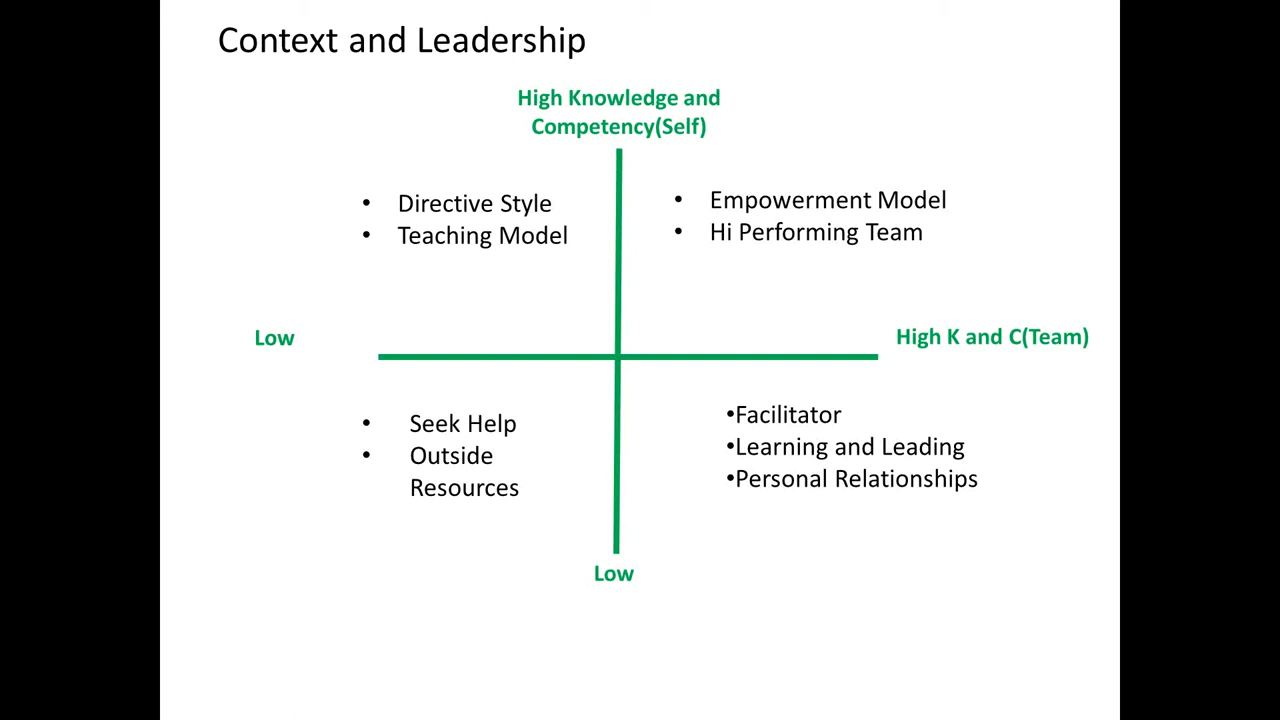 Context and Leadership
High Knowledge and
Competency(Self)
• Directive Style
• Teaching Model
• Empowerment Model
• Hi Performing Team
Low
High K and C(Team)
• Seek Help
• Outside
Resources
•Facilitator
•Learning and Leading
•Personal Relationships
Low